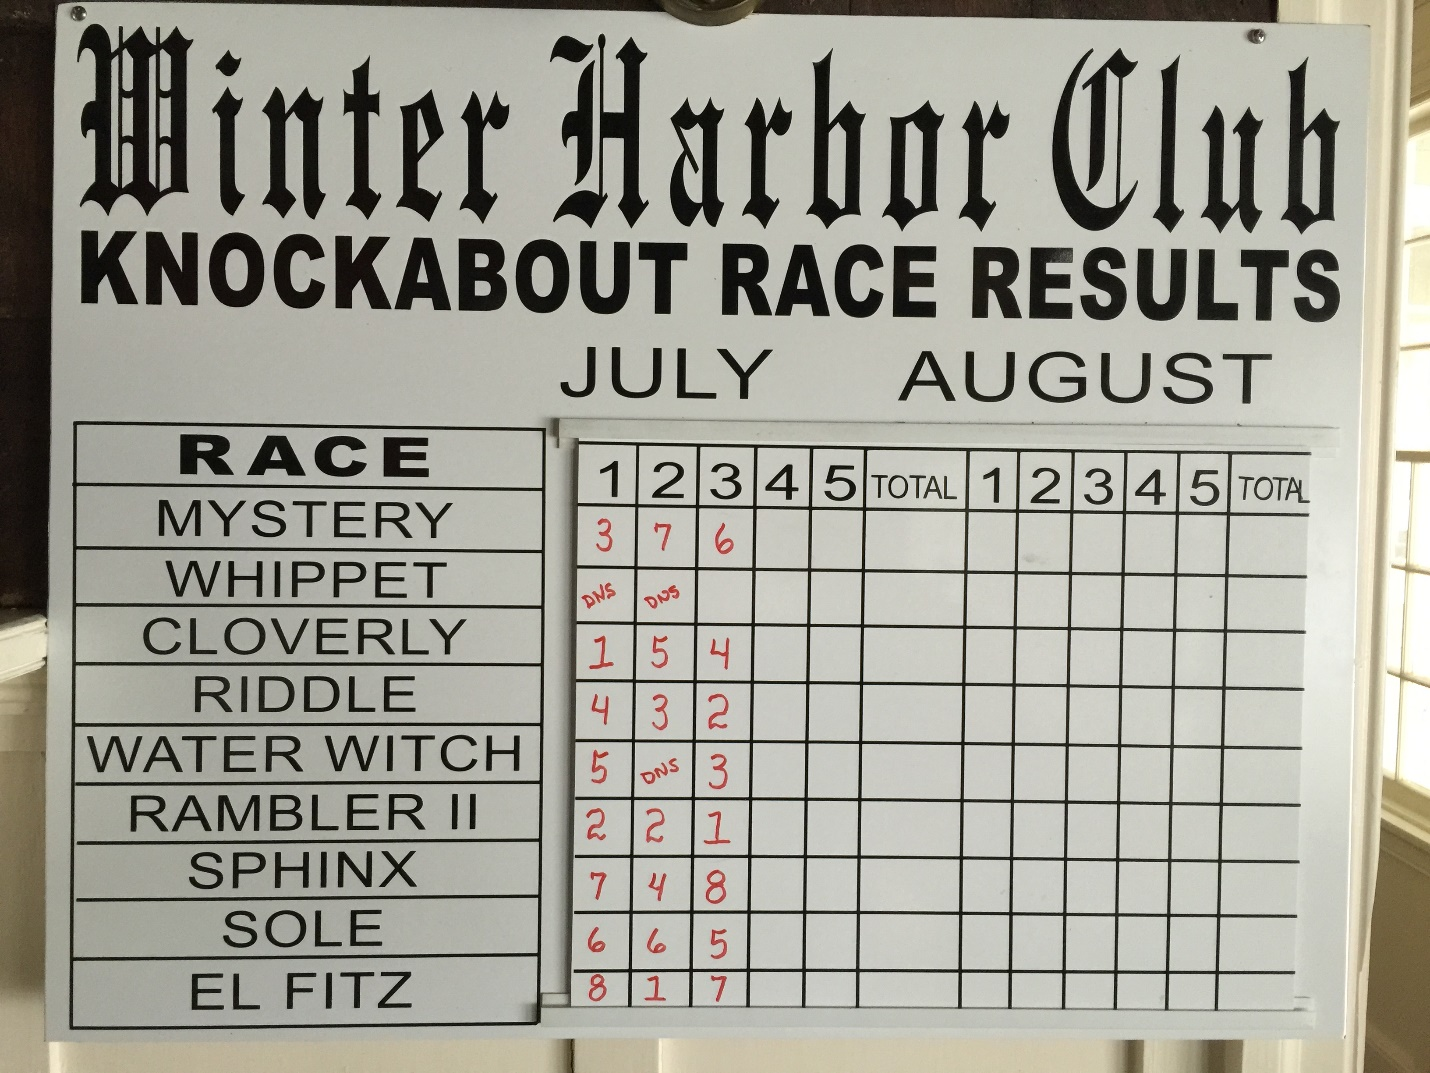 Winter Harbor Club
KNOCKABOUT RACE RESULTS
JULY AUGUST
RACE 1 2 3 4 5 TOTAL 1 2 3 4 5 TOTAL
MYSTERY 3 7 6
WHIPPET DNS DNS
CLOVERLY 1 5 4
RIDDLE 4 3 2
WATER WITCH 5 DNS 3
RAMBLER II 2 2 1
SPHINX 7 4 8
SOLE 6 6 5
EL FITZ 8 1 7